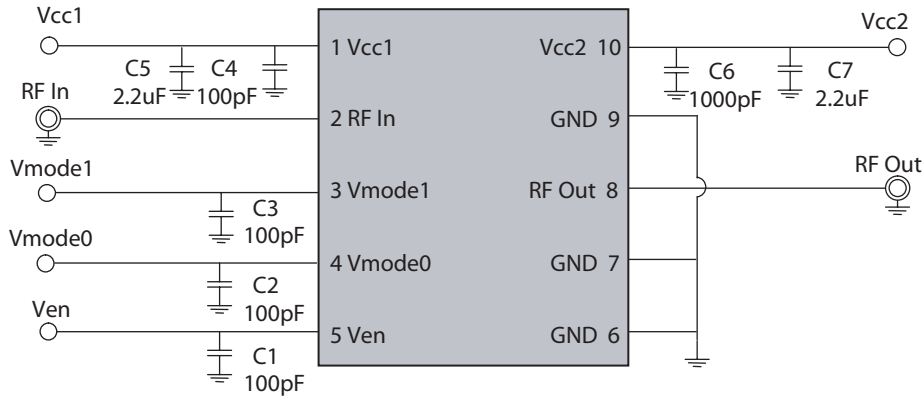 Vcc1
Vcc2
1 Vcc1
Vcc2 10
C5
2.2uF
C4
100pF
C6
1000pF
C7
2.2uF
RF In
2 RF In
GND 9
Vmode1
3 Vmode1
RF Out 8
RF Out
C3
100pF
Vmode0
4 Vmode0
GND 7
C2
100pF
Ven
5 Ven
GND 6
C1
100pF